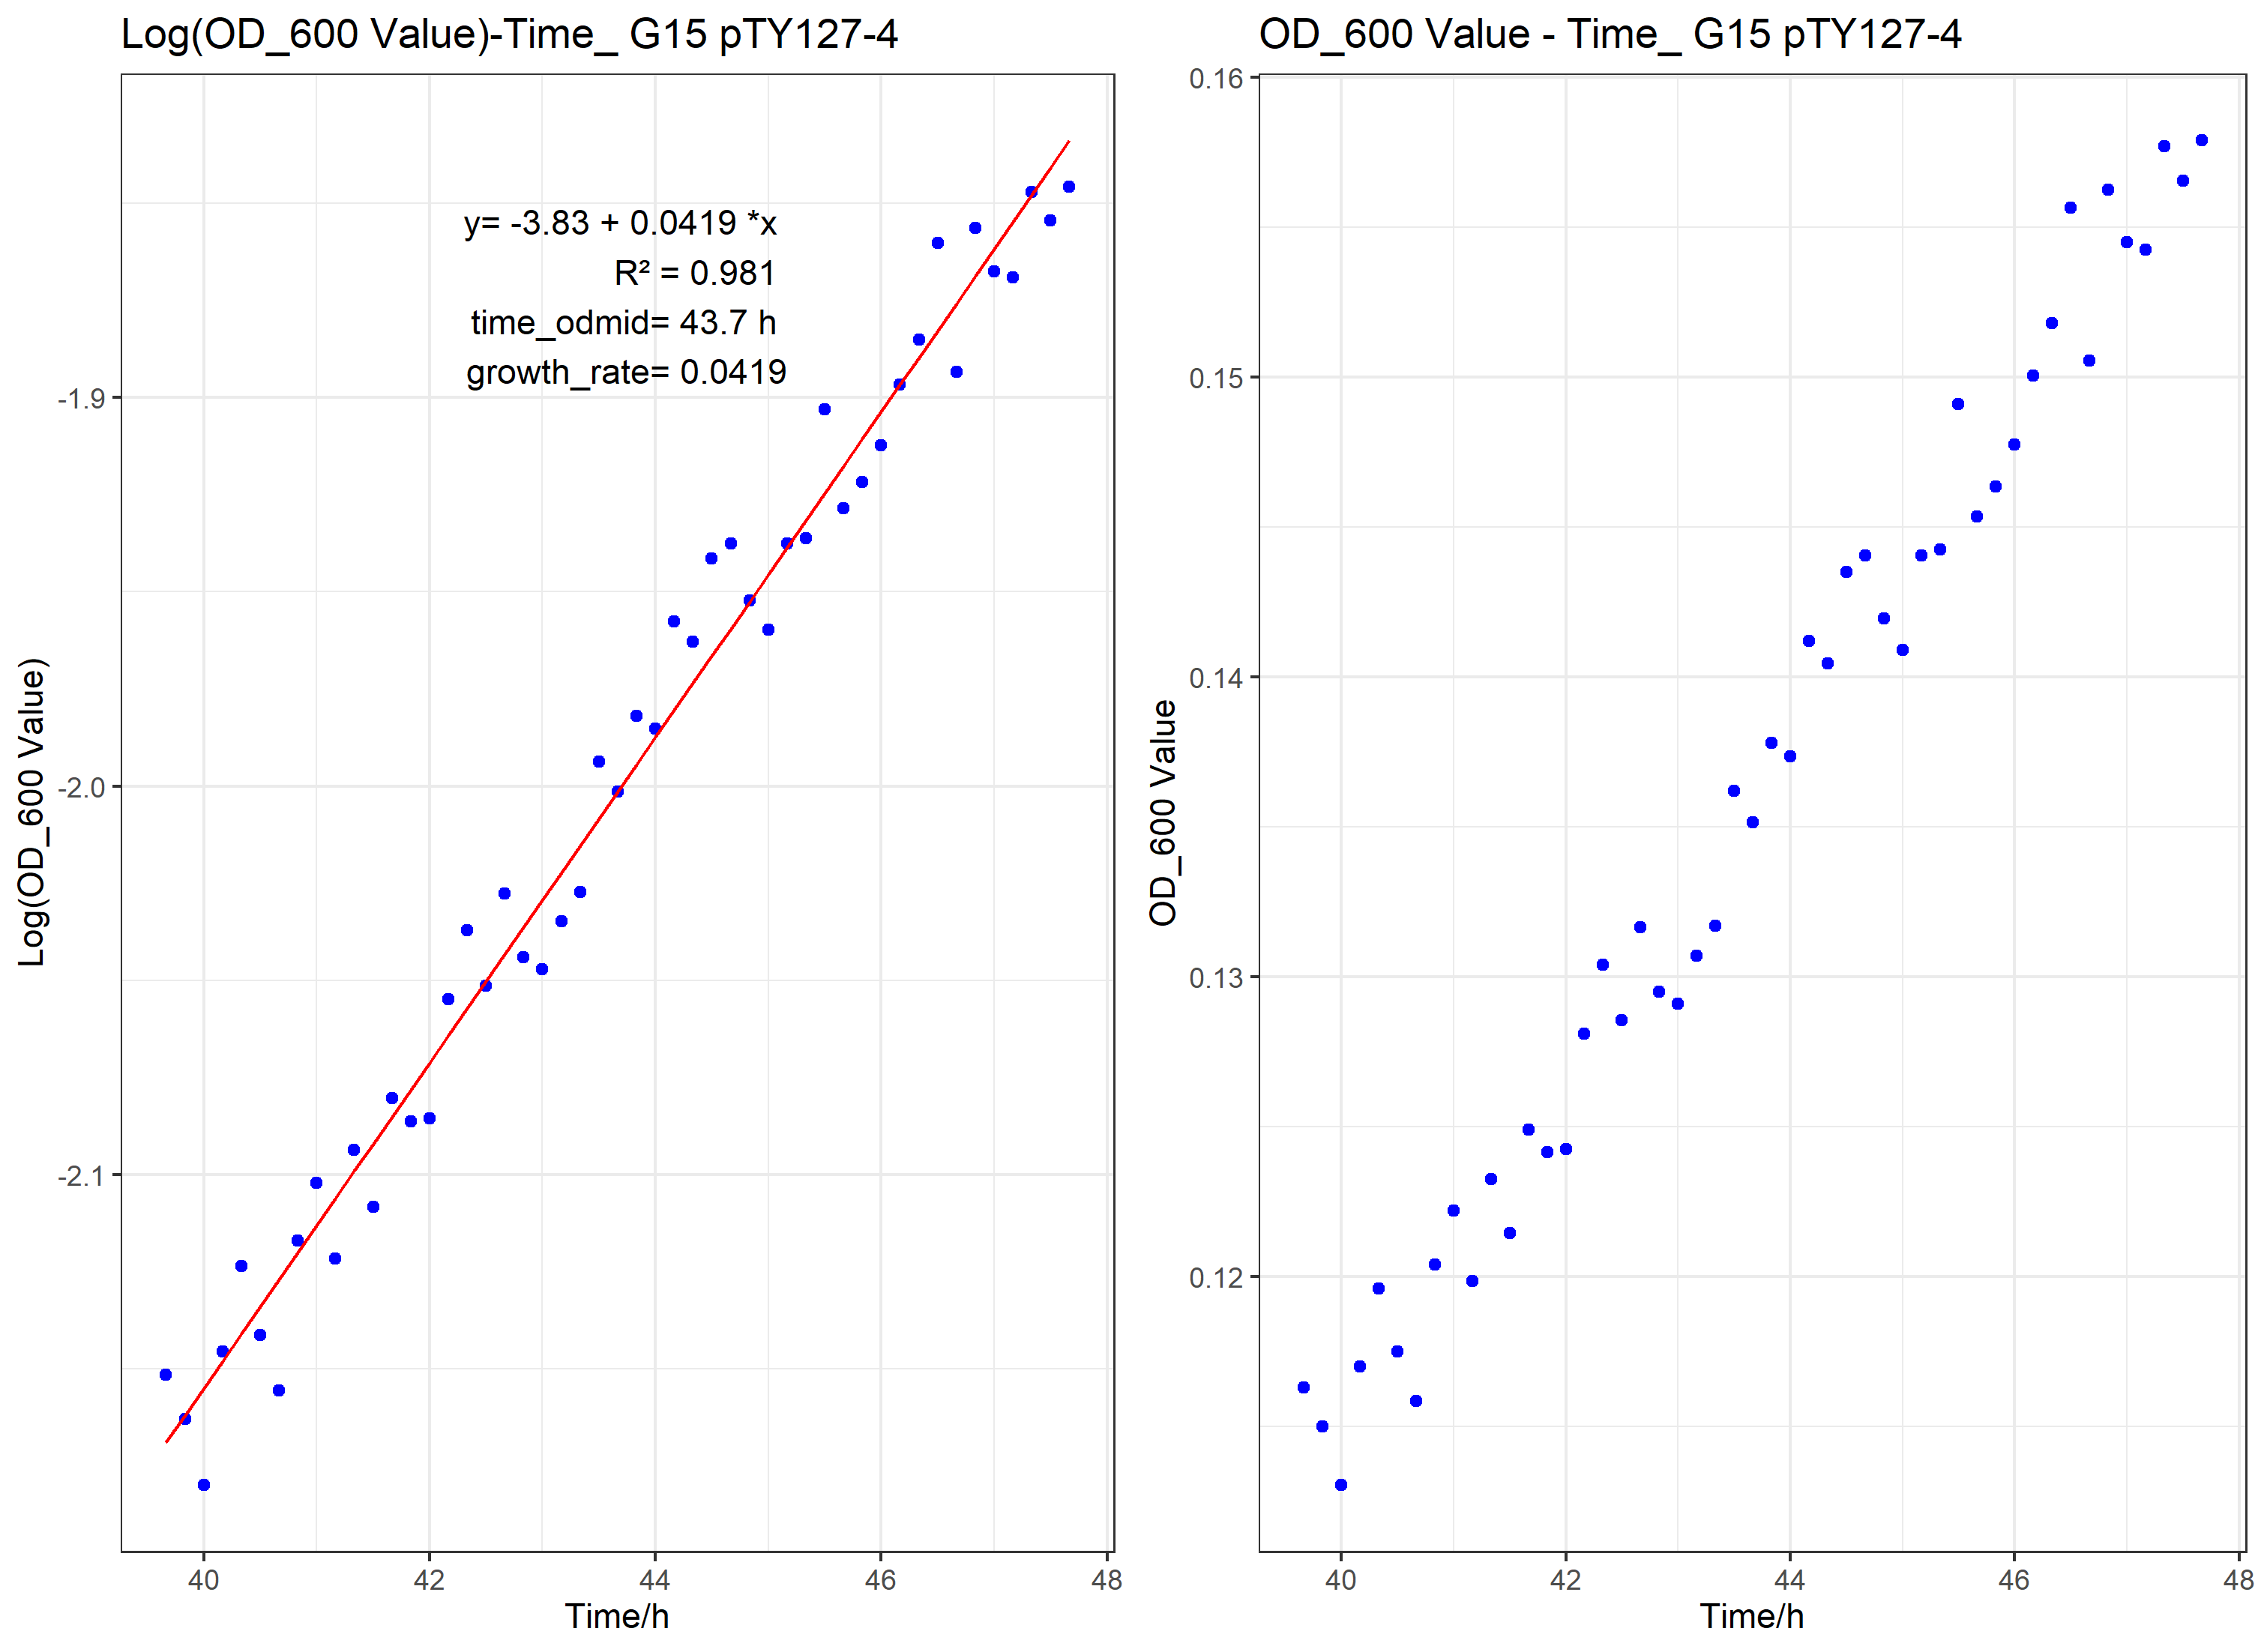 Log(OD_600 Value)-Time_ G15 pTY127-4
y= -3.83 + 0.0419 *x
R² = 0.981
time_odmid= 43.7 h
growth_rate= 0.0419
-1.9
-2.0
-2.1
Log(OD_600 Value)
40 42 44 46 48
Time/h
OD_600 Value - Time_ G15 pTY127-4
0.16
0.15
0.14
0.13
0.12
OD_600 Value
40 42 44 46 48
Time/h